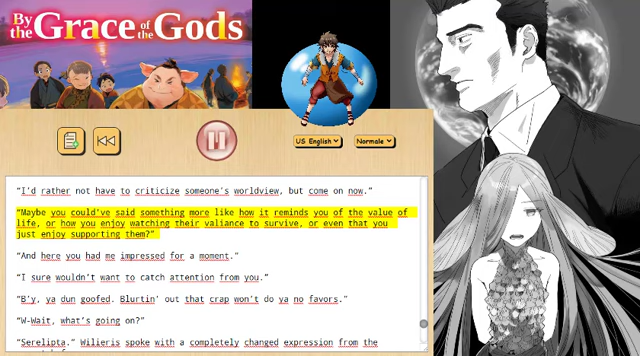 By the Grace of the Gods
US English
Normale
“I’d rather not have to criticize someone’s worldview, but come on now.”
“Maybe you could’ve said something more like how it reminds you of the value of
life, or how you enjoy watching their valiance to survive, or even that you
just enjoy supporting them?”
“And here you had me impressed for a moment.”
“I sure wouldn’t want to catch attention from you.”
“B’y, ya dun goofed. Blurtin’ out that crap won’t do ya no favors.”
“W-Wait, what’s going on?”
“Serelipta.” Wilieris spoke with a completely changed expression from the